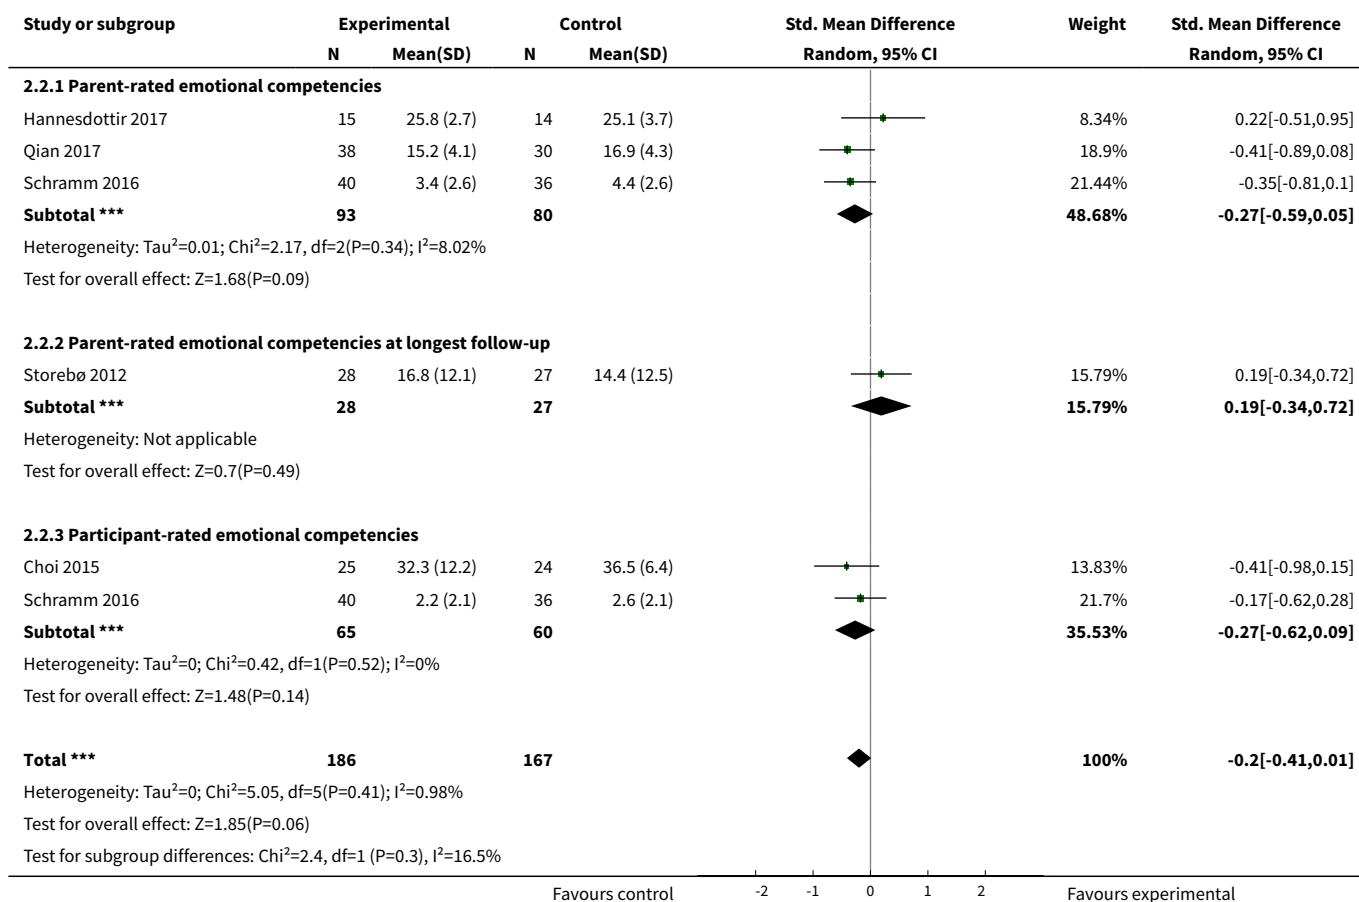 Study or subgroup Experimental Control Std. Mean Difference Weight Std. Mean Difference
N Mean(SD) N Mean(SD) Random, 95% CI Random, 95% CI
2.2.1 Parent-rated emotional competencies
Hannesdottir 2017 15 25.8 (2.7) 14 25.1 (3.7) 8.34% 0.22[-0.51,0.95]
Qian 2017 38 15.2 (4.1) 30 16.9 (4.3) 18.9% -0.41[-0.89,0.08]
Schramm 2016 40 3.4 (2.6) 36 4.4 (2.6) 21.44% -0.35[-0.81,0.1]
Subtotal *** 93 80 48.68% -0.27[-0.59,0.05]
Heterogeneity: Tau²=0.01; Chi²=2.17, df=2(P=0.34); I²=8.02%
Test for overall effect: Z=1.68(P=0.09)
2.2.2 Parent-rated emotional competencies at longest follow-up
Storebø 2012 28 16.8 (12.1) 27 14.4 (12.5) 15.79% 0.19[-0.34,0.72]
Subtotal *** 28 27 15.79% 0.19[-0.34,0.72]
Heterogeneity: Not applicable
Test for overall effect: Z=0.7(P=0.49)
2.2.3 Participant-rated emotional competencies
Choi 2015 25 32.3 (12.2) 24 36.5 (6.4) 13.83% -0.41[-0.98,0.15]
Schramm 2016 40 2.2 (2.1) 36 2.6 (2.1) 21.7% -0.17[-0.62,0.28]
Subtotal *** 65 60 35.53% -0.27[-0.62,0.09]
Heterogeneity: Tau²=0; Chi²=0.42, df=1(P=0.52); I²=0%
Test for overall effect: Z=1.48(P=0.14)
Total *** 186 167 100% -0.2[-0.41,0.01]
Heterogeneity: Tau²=0; Chi²=5.05, df=5(P=0.41); I²=0.98%
Test for overall effect: Z=1.85(P=0.06)
Test for subgroup differences: Chi²=2.4, df=1 (P=0.3), I²=16.5%
Favours control -2 -1 0 1 2 Favours experimental